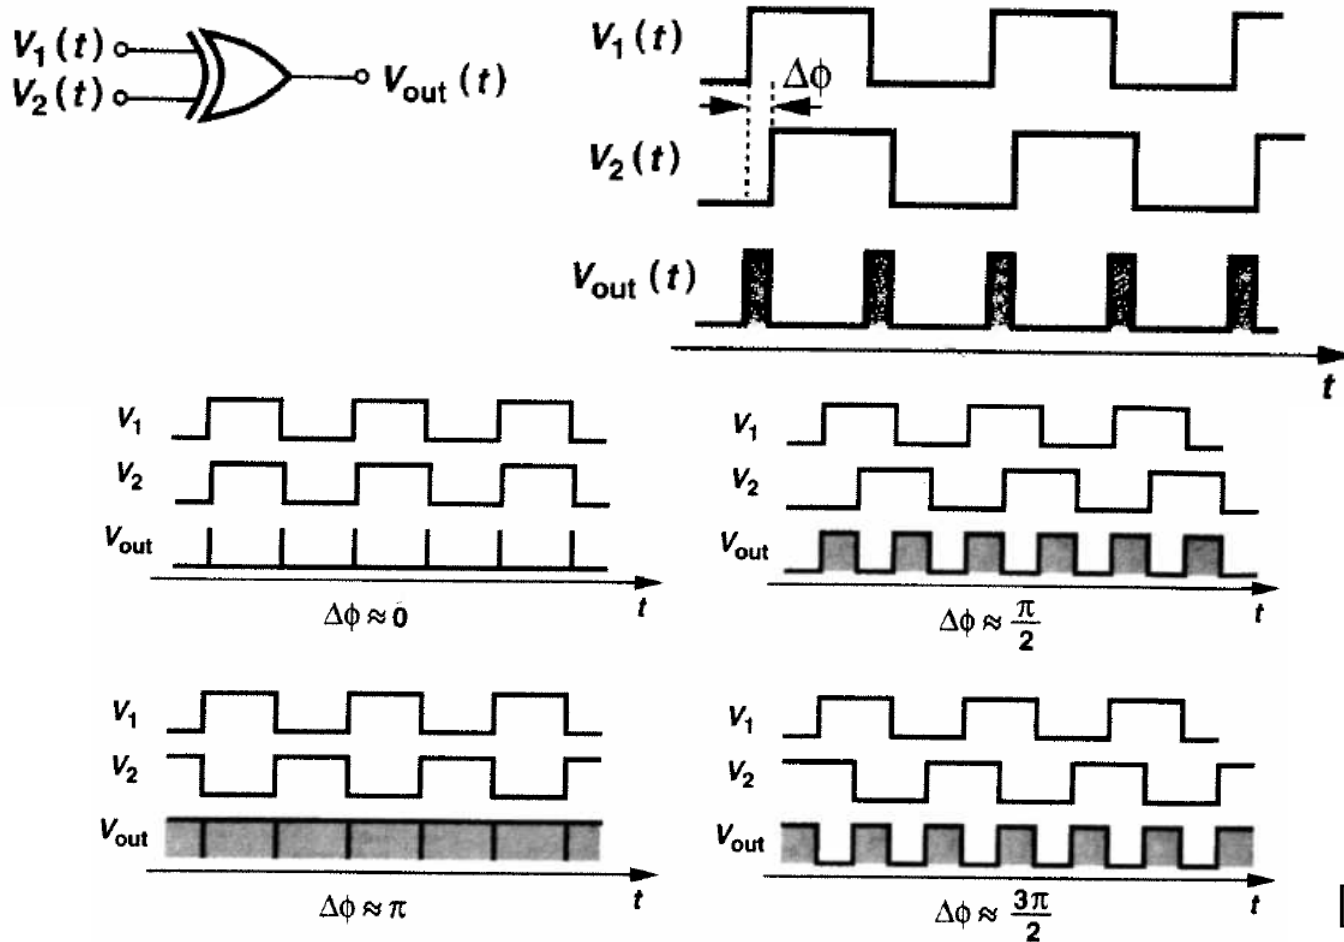 V₁(t)
V₂(t)
Vout (t)
V₁(t)
Δϕ
V₂(t)
Vout (t)
t
V₁
V₂
Vout
t
Δϕ ≈ 0
V₁
V₂
Vout
t
Δϕ ≈ π/2
V₁
V₂
Vout
t
Δϕ ≈ π
V₁
V₂
Vout
t
Δϕ ≈ 3π/2